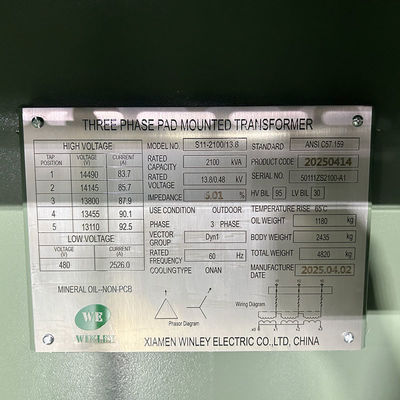 THREE PHASE PAD MOUNTED TRANSFORMER
HIGH VOLTAGE
TAP POSITION VOLTAGE (V) CURRENT (A)
1 14490 83.7
2 14145 85.7
3 13800 87.9
4 13455 90.1
5 13110 92.5
LOW VOLTAGE
VOLTAGE (V) CURRENT (A)
480 2526.0
MINERAL OIL--NON-PCB
WE
WINLEY
MODEL NO. S11-2100/13.8
RATED CAPACITY 2100 kVA
RATED VOLTAGE 13.8/0.48 kV
IMPEDANCE 5.01 %
USE CONDITION OUTDOOR
PHASE 3 PHASE
VECTOR GROUP Dyn1
RATED FREQUENCY 60 Hz
COOLING TYPE ONAN
Phasor Diagram
STANDARD ANSI C57.159
PRODUCT CODE 20250414
SERIAL NO. 50111ZS2100-A1
HV BIL 95 LV BIL 30
TEMPERATURE RISE 65℃
OIL WEIGHT 1180 kg
BODY WEIGHT 2435 kg
TOTAL WEIGHT 4820 kg
MANUFACTURE DATE 2025.04.02
Wiring Diagram
XIAMEN WINLEY ELECTRIC CO.,LTD, CHINA